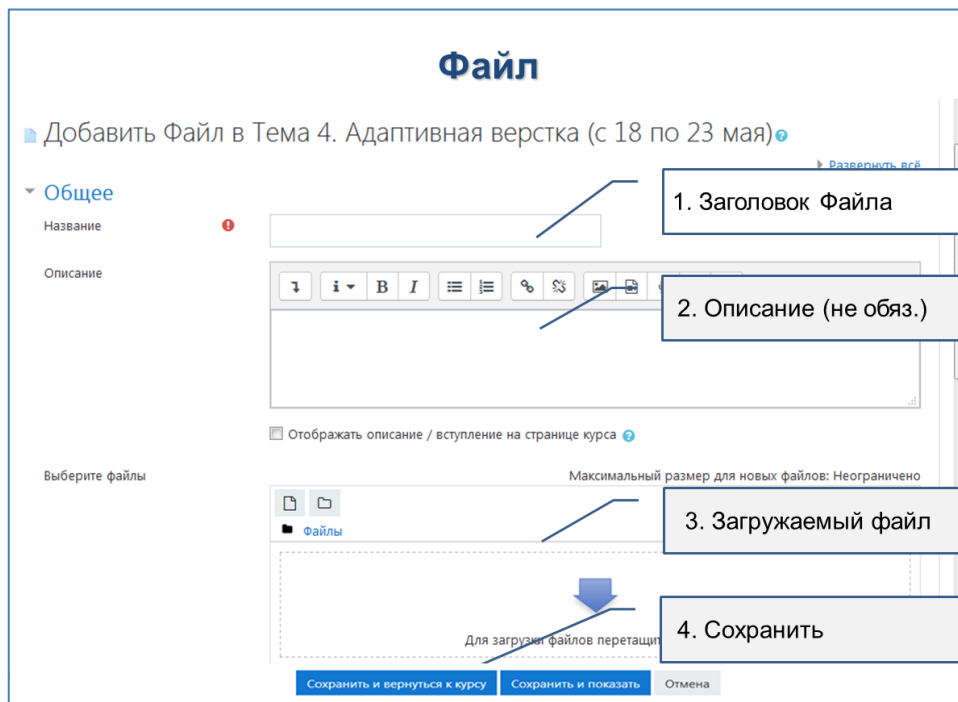 Файл
Добавить Файл в Тема 4. Адаптивная верстка (с 18 по 23 мая)
Развернуть всё
Общее
1. Заголовок Файла
Название
Описание
2. Описание (не обяз.)
Отображать описание / вступление на странице курса
Выберите файлы
Максимальный размер для новых файлов: Неограничено
3. Загружаемый файл
Файлы
4. Сохранить
Для загрузки файлов
Сохранить и вернуться к курсу
Сохранить и показать
Отмена